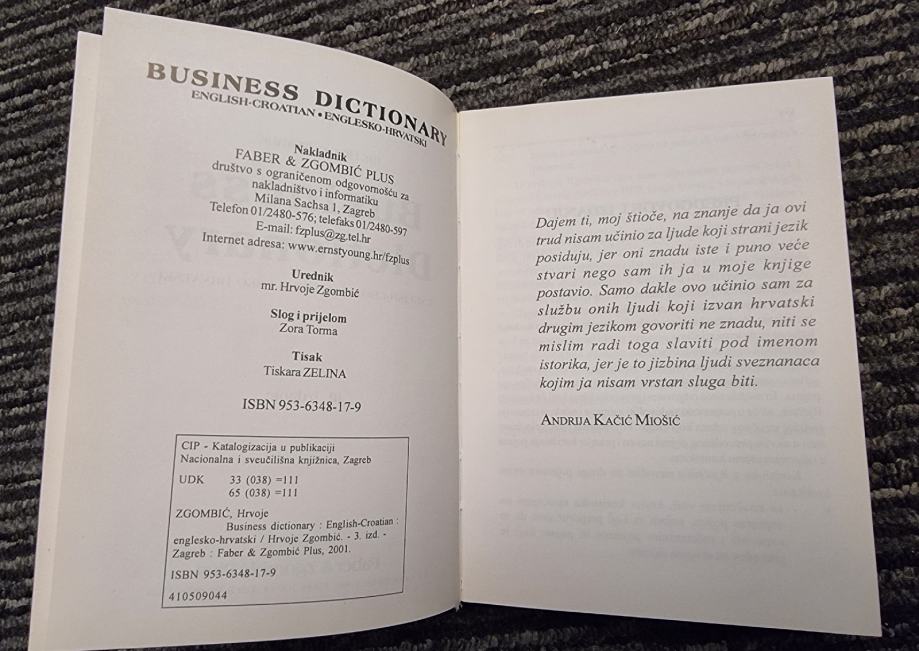 BUSINESS DICTIONARY
ENGLISH-CROATIAN • ENGLESKO-HRVATSKI
Nakladnik
FABER & ZGOMBIĆ PLUS
društvo s ograničenom odgovornošću za
nakladništvo i informatiku
Milana Sachsa 1, Zagreb
Telefon 01/2480-576; telefaks 01/2480-597
E-mail: fzplus@zg.tel.hr
Internet adresa: www.ernstyoung.hr/fzplus
Urednik
mr. Hrvoje Zgombić
Slog i prijelom
Zora Torma
Tisak
Tiskara ZELINA
ISBN 953-6348-17-9
CIP - Katalogizacija u publikaciji
Nacionalna i sveučilišna knjižnica, Zagreb
UDK 33 (038) =111
65 (038) =111
ZGOMBIĆ, Hrvoje
Business dictionary : English-Croatian :
englesko-hrvatski / Hrvoje Zgombić. - 3. izd. -
Zagreb : Faber & Zgombić Plus, 2001.
ISBN 953-6348-17-9
410509044
Dajem ti, moj štioče, na znanje da ja ovi
trud nisam učinio za ljude koji strani jezik
posiduju, jer oni znadu iste i puno veće
stvari nego sam ih ja u moje knjige
postavio. Samo dakle ovo učinio sam za
službu onih ljudi koji izvan hrvatski
drugim jezikom govoriti ne znadu, niti se
mislim radi toga slaviti pod imenom
istorika, jer je to jizbina ljudi sveznanaca
kojim ja nisam vrstan sluga biti.
ANDRIJA KAČIĆ MIOŠIĆ